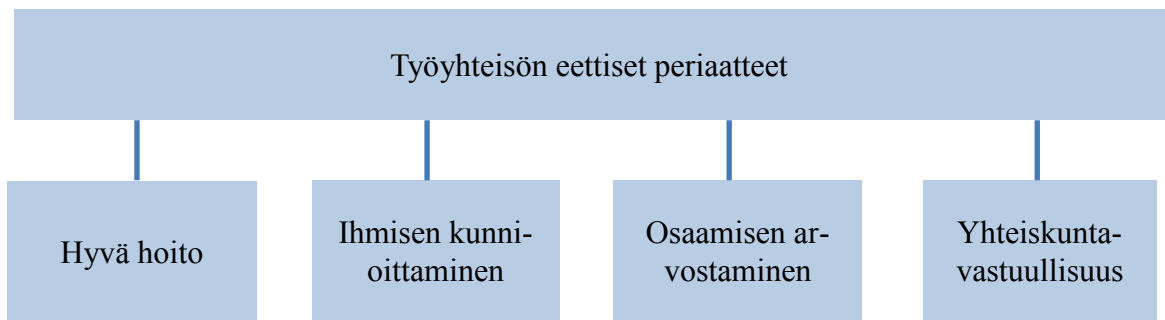 Työyhteisön eettiset periaatteet
Hyvä hoito
Ihmisen kunni-
oittaminen
Osaamisen ar-
vostaminen
Yhteiskunta-
vastuullisuus